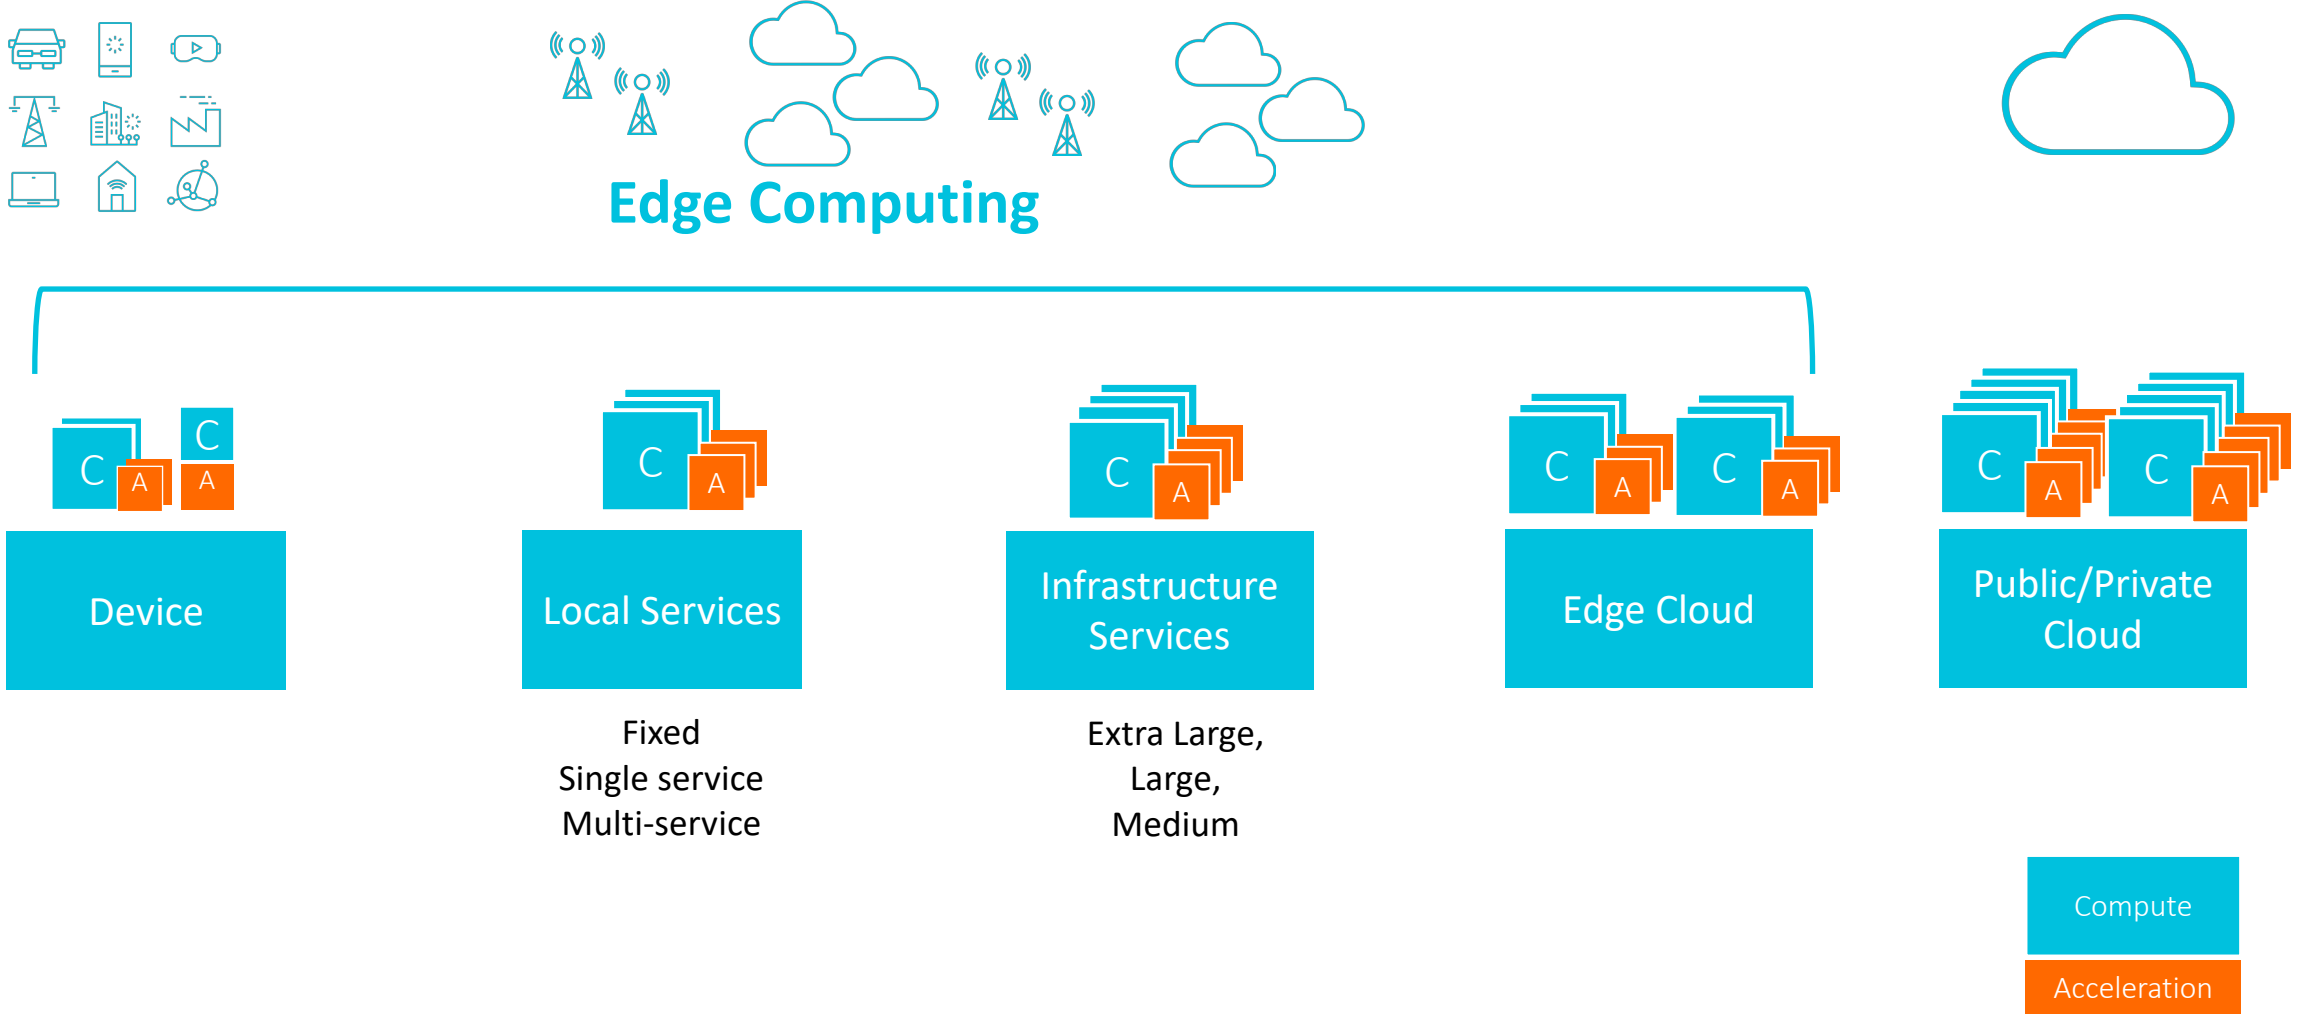 Edge Computing
C
A
C
A
C
A
C
A
C
A
C
A
C
A
C
A
Device
Local Services
Infrastructure
Services
Edge Cloud
Public/Private
Cloud
Fixed
Single service
Multi-service
Extra Large,
Large,
Medium
Compute
Acceleration